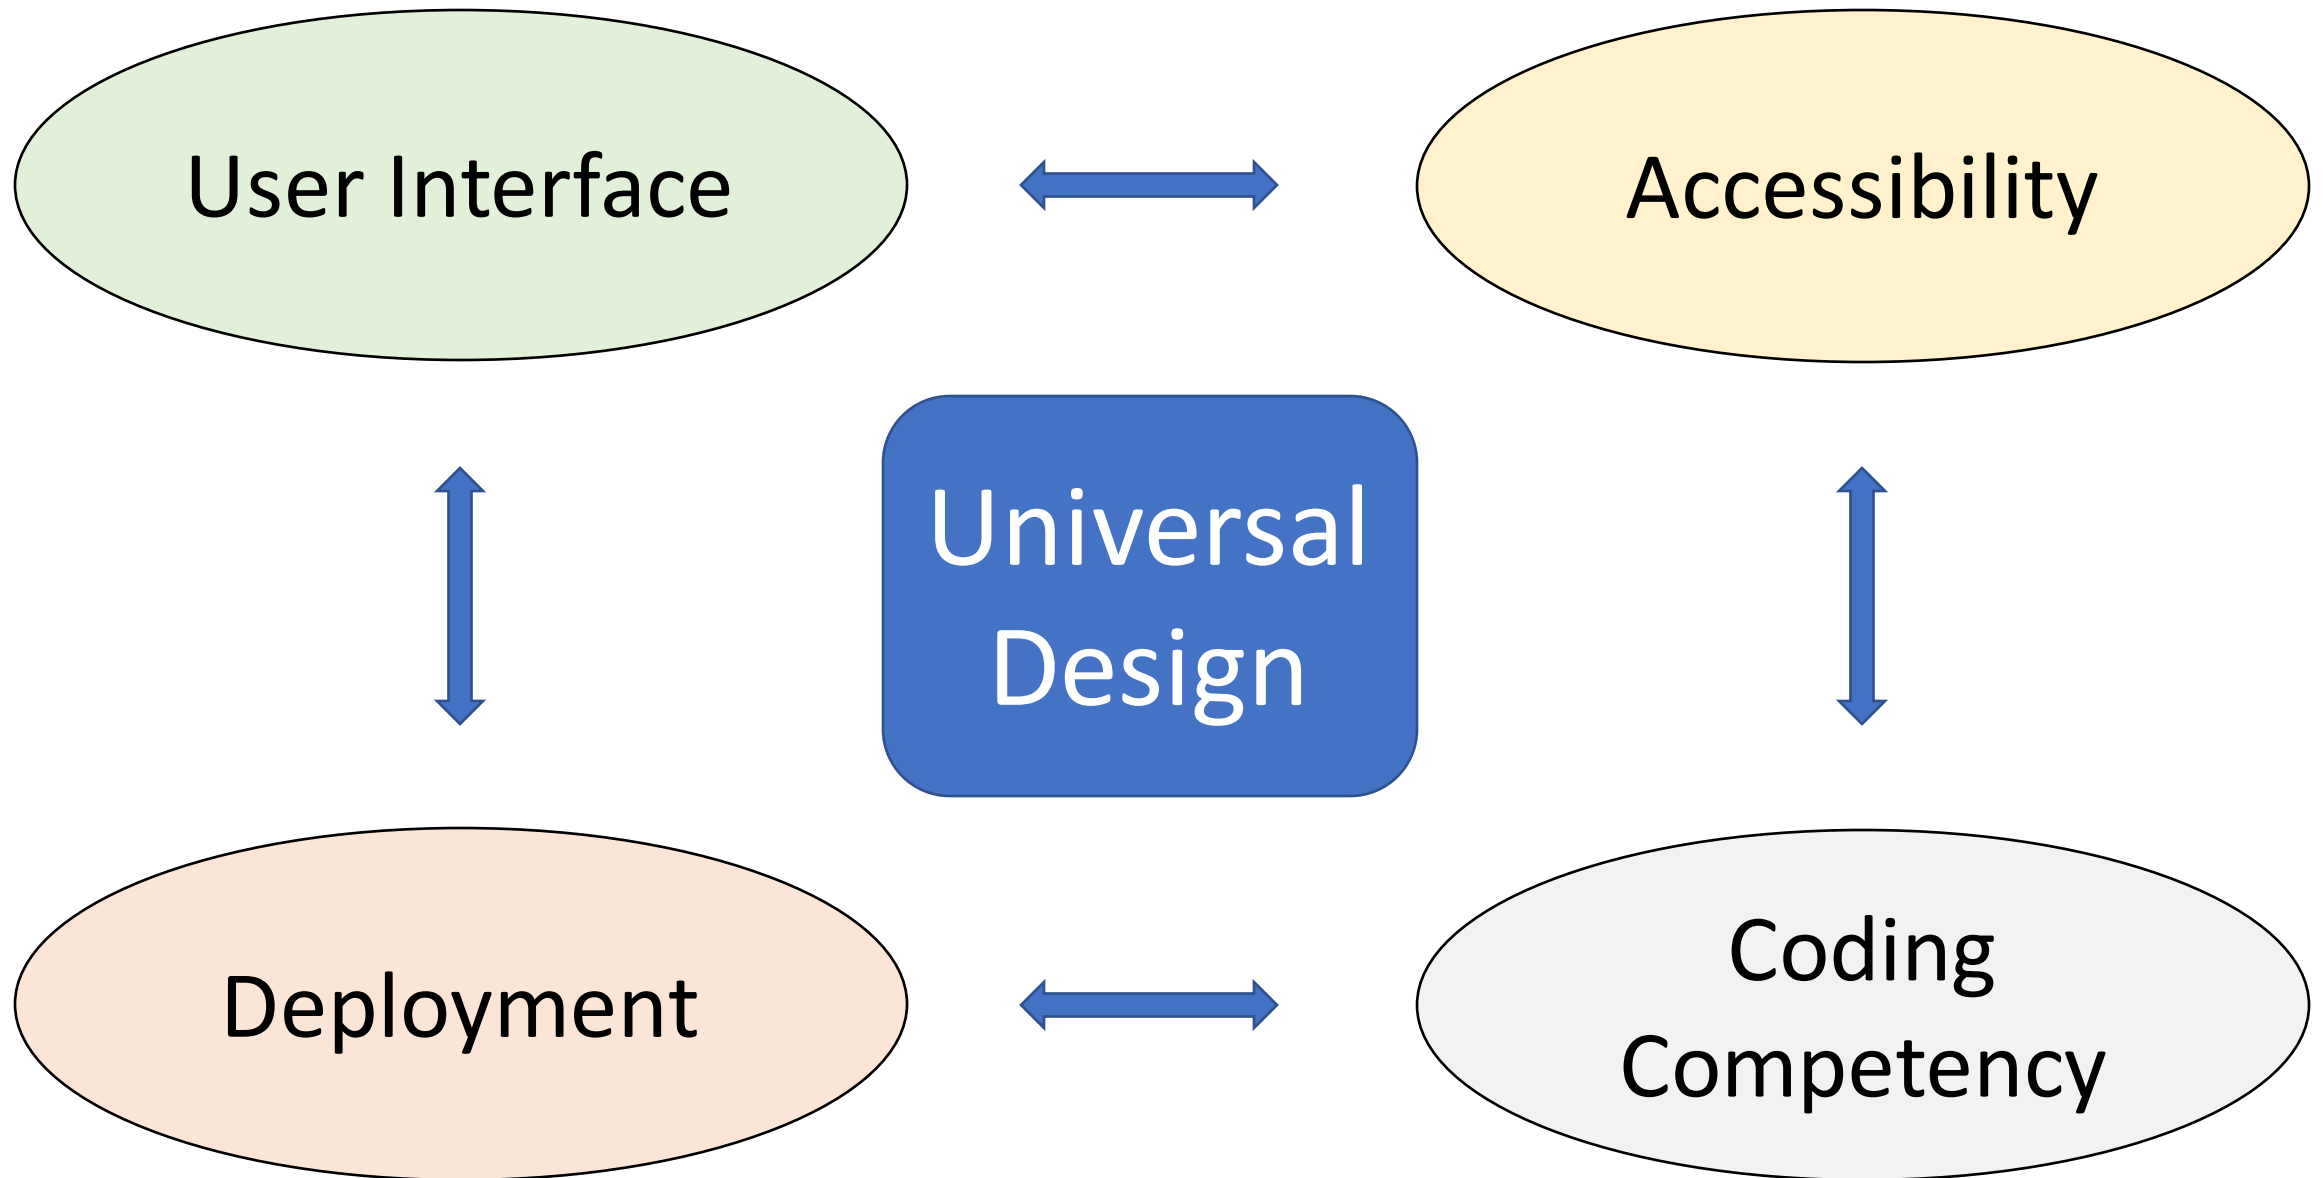 User Interface
Accessibility
Universal
Design
Deployment
Coding
Competency